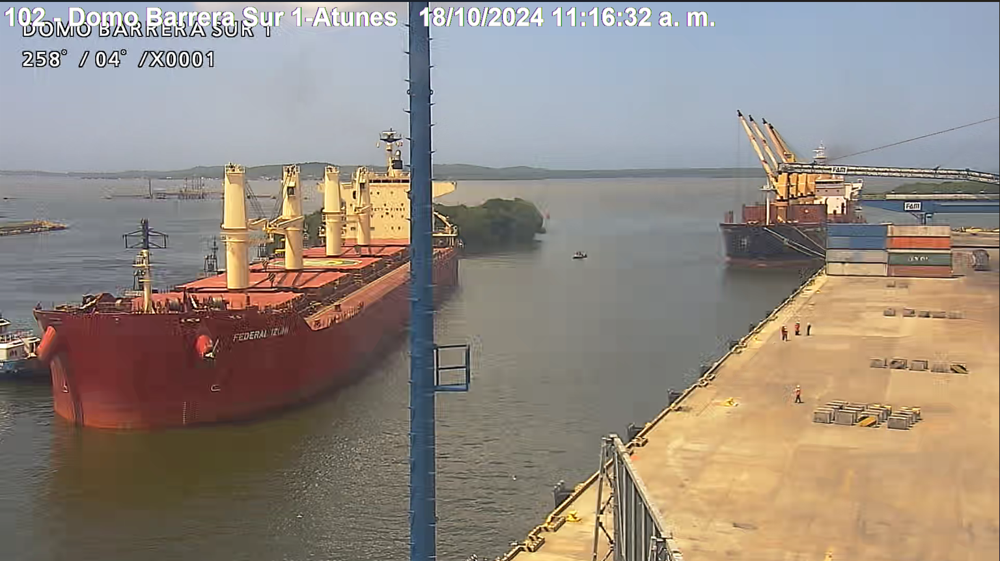 102 - Domo Barrera Sur 1-Atunes 18/10/2024 11:16:32 a. m.
DOMO BARRERA SUR 1
258° / 04° /X0001
FAM
FAM
FEDERAL IZUMI